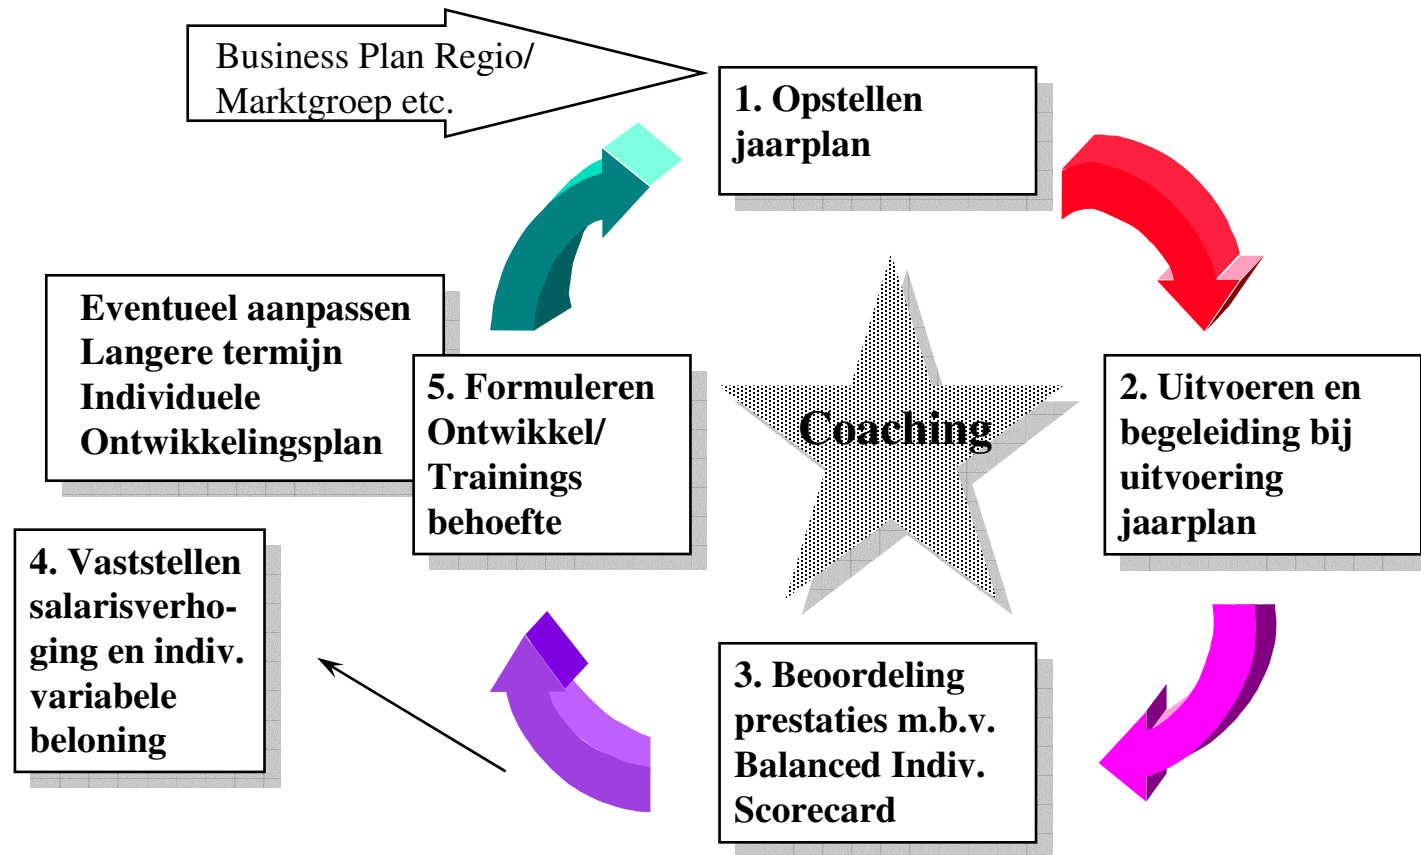 Business Plan Regio/
Marktgroep etc.
1. Opstellen
jaarplan
Eventueel aanpassen
Langere termijn
Individuele
Ontwikkelingsplan
5. Formuleren
Ontwikkel/
Trainings
behoefte
Coaching
2. Uitvoeren en
begeleiding bij
uitvoering
jaarplan
4. Vaststellen
salarisverho-
ging en indiv.
variabele
beloning
3. Beoordeling
prestaties m.b.v.
Balanced Indiv.
Scorecard